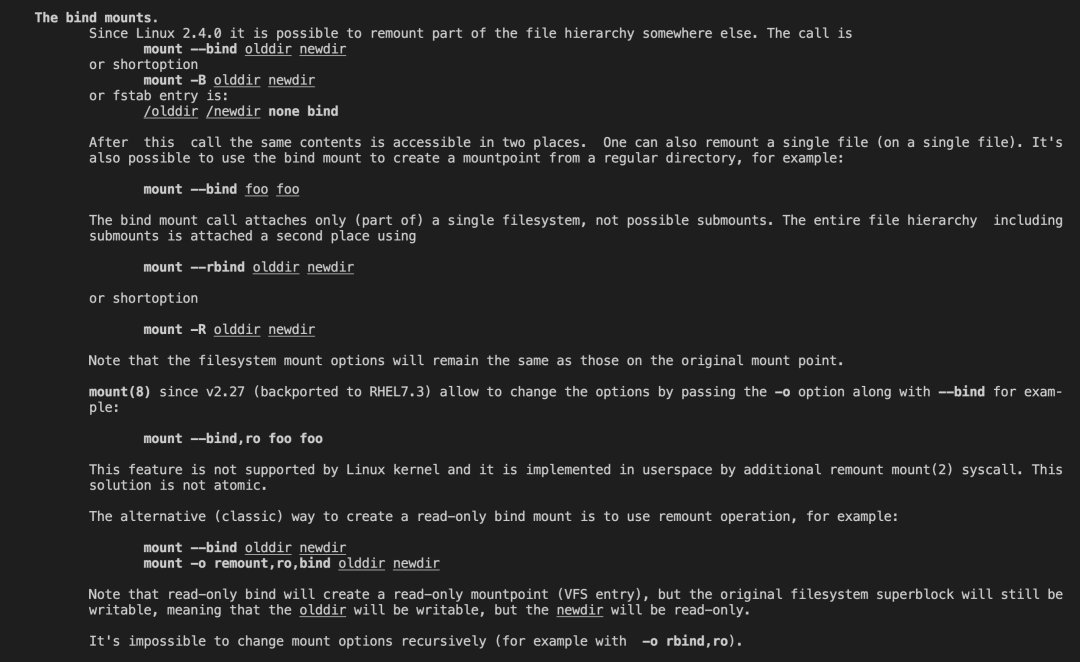 The bind mounts.
Since Linux 2.4.0 it is possible to remount part of the file hierarchy somewhere else. The call is
mount --bind olddir newdir
or shortoption
mount -B olddir newdir
or fstab entry is:
/olddir /newdir none bind
After this call the same contents is accessible in two places. One can also remount a single file (on a single file). It's
also possible to use the bind mount to create a mountpoint from a regular directory, for example:
mount --bind foo foo
The bind mount call attaches only (part of) a single filesystem, not possible submounts. The entire file hierarchy including
submounts is attached a second place using
mount --rbind olddir newdir
or shortoption
mount -R olddir newdir
Note that the filesystem mount options will remain the same as those on the original mount point.
mount(8) since v2.27 (backported to RHEL7.3) allow to change the options by passing the -o option along with --bind for exam-
ple:
mount --bind,ro foo foo
This feature is not supported by Linux kernel and it is implemented in userspace by additional remount mount(2) syscall. This
solution is not atomic.
The alternative (classic) way to create a read-only bind mount is to use remount operation, for example:
mount --bind olddir newdir
mount -o remount,ro,bind olddir newdir
Note that read-only bind will create a read-only mountpoint (VFS entry), but the original filesystem superblock will still be
writable, meaning that the olddir will be writable, but the newdir will be read-only.
It's impossible to change mount options recursively (for example with -o rbind,ro).